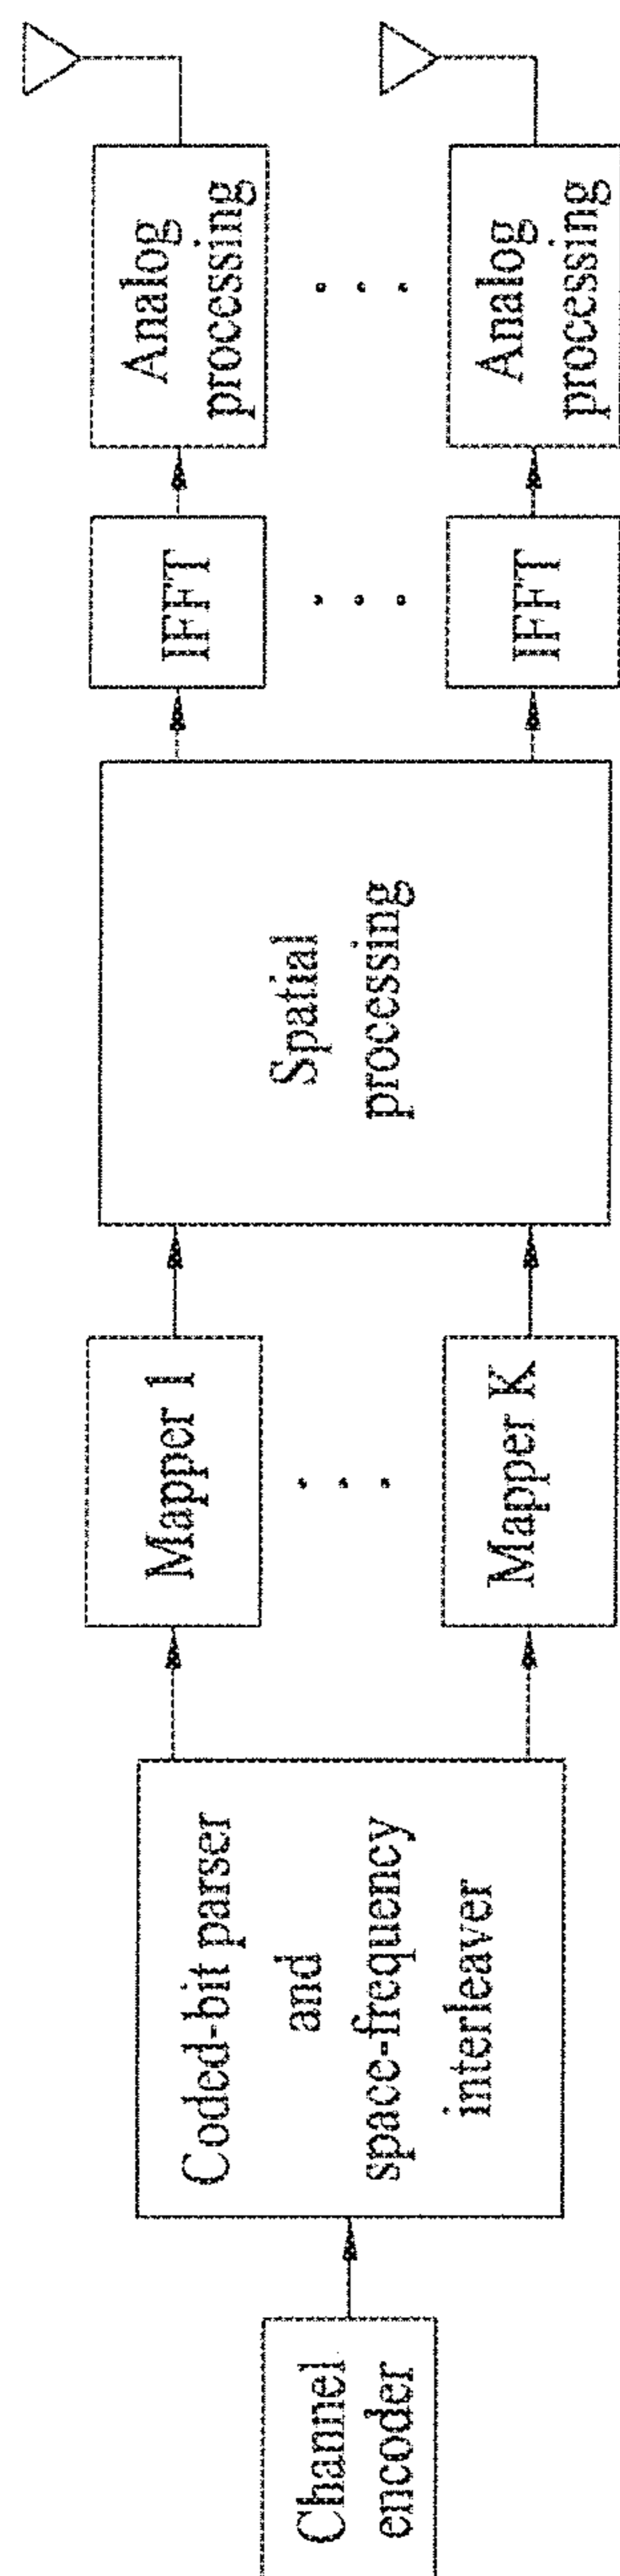 Channel
encoder
Coded-bit parser
and
space-frequency
interleaver
Mapper 1
Mapper K
Spatial
processing
IFFT
IFFT
Analog
processing
Analog
processing